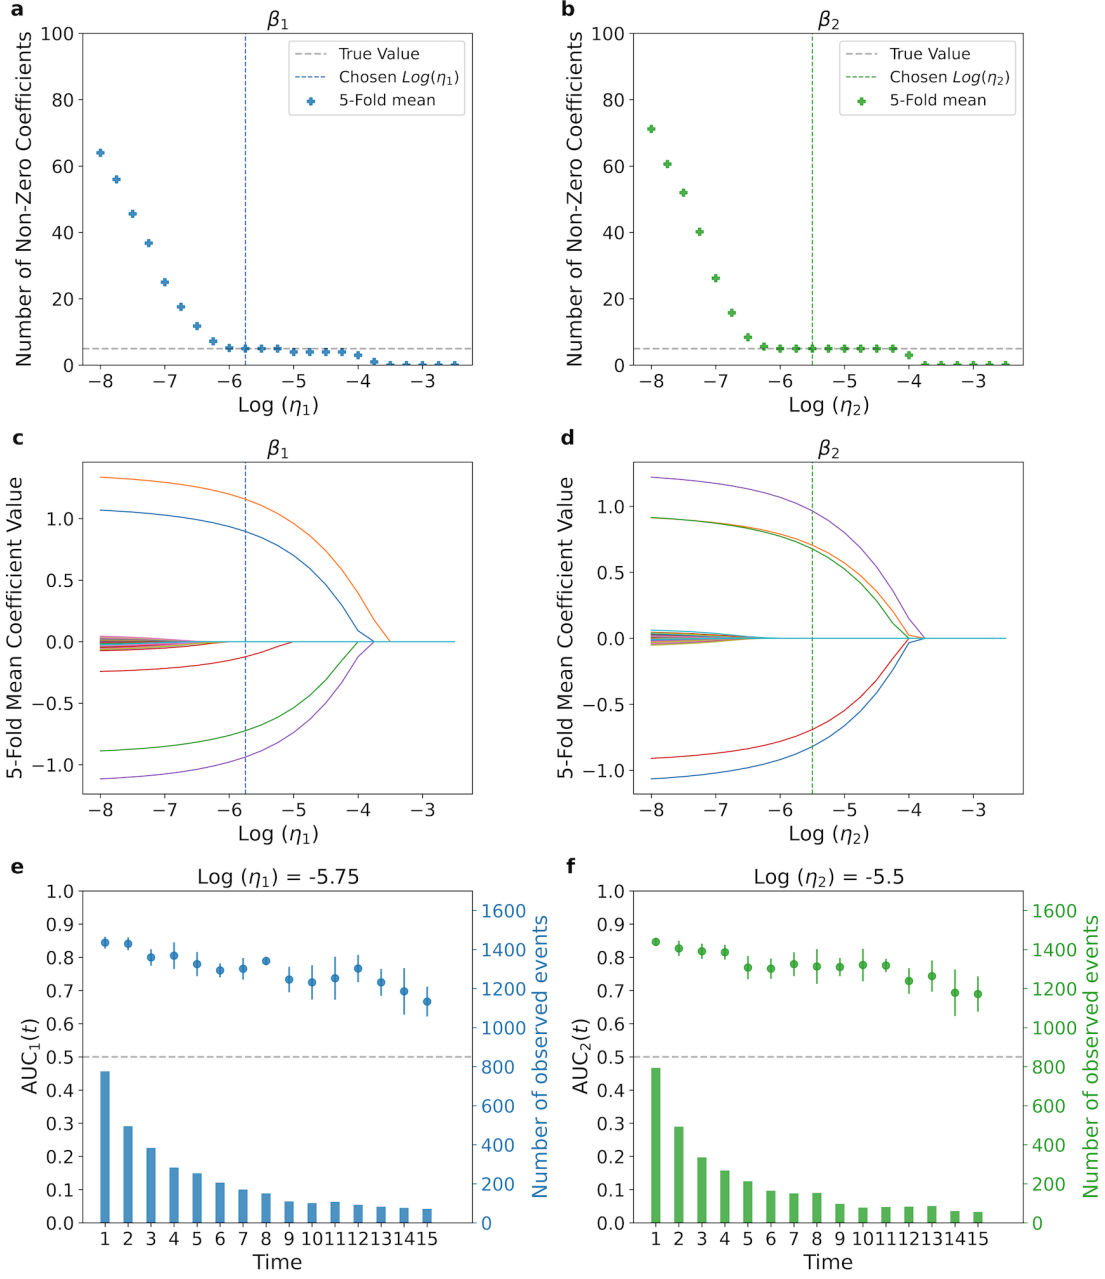 a
β1
Number of Non-Zero Coefficients
100
80
60
40
20
0
True Value
Chosen Log(η1)
5-Fold mean
−8 −7 −6 −5 −4 −3
Log (η1)
b
β2
Number of Non-Zero Coefficients
100
80
60
40
20
0
True Value
Chosen Log(η2)
5-Fold mean
−8 −7 −6 −5 −4 −3
Log (η2)
c
β1
5-Fold Mean Coefficient Value
1.0
0.5
0.0
−0.5
−1.0
−8 −7 −6 −5 −4 −3
Log (η1)
d
β2
5-Fold Mean Coefficient Value
1.0
0.5
0.0
−0.5
−1.0
−8 −7 −6 −5 −4 −3
Log (η2)
e
Log (η1) = -5.75
AUC1(t)
1.0
0.9
0.8
0.7
0.6
0.5
0.4
0.3
0.2
0.1
0.0
1600
1400
1200
1000
800
600
400
200
0
Number of observed events
1 2 3 4 5 6 7 8 9 10 11 12 13 14 15
Time
f
Log (η2) = -5.5
AUC2(t)
1.0
0.9
0.8
0.7
0.6
0.5
0.4
0.3
0.2
0.1
0.0
1600
1400
1200
1000
800
600
400
200
0
Number of observed events
1 2 3 4 5 6 7 8 9 10 11 12 13 14 15
Time